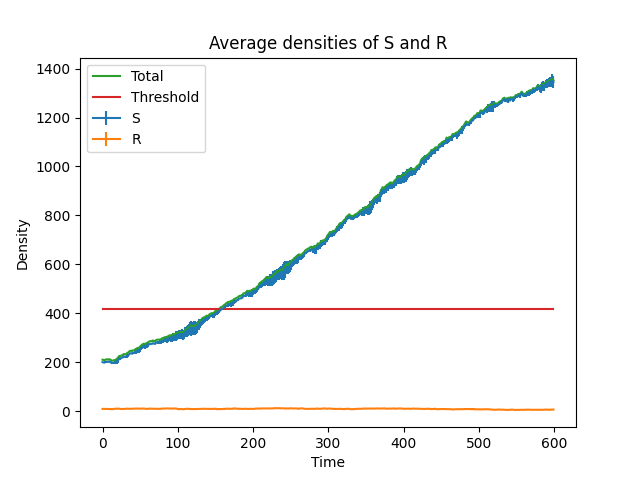 Average densities of S and R
1400
1200
1000
800
600
400
200
0
Density
Total
Threshold
S
R
0 100 200 300 400 500 600
Time